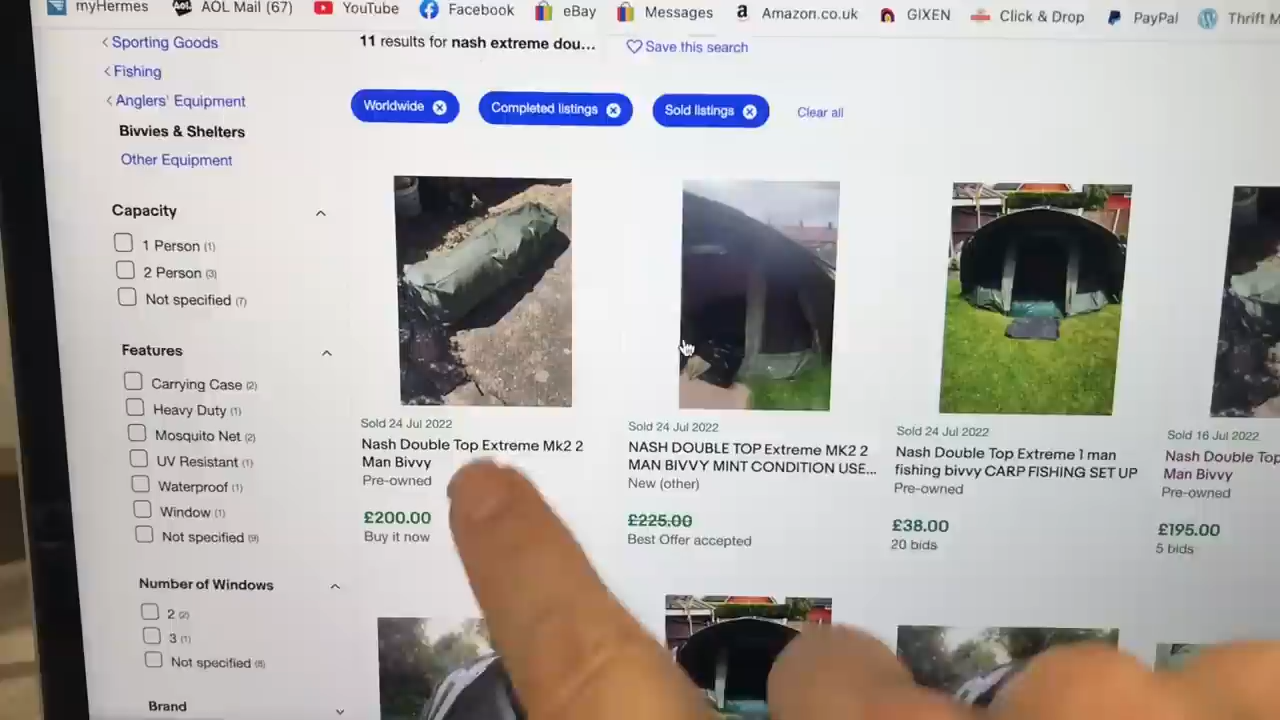 myHermes
AOL Mail (67)
YouTube
Facebook
eBay
Messages
Amazon.co.uk
GIXEN
Click & Drop
PayPal
Thrift
Sporting Goods
Fishing
Anglers' Equipment
Bivvies & Shelters
Other Equipment
11 results for nash extreme dou...
Save this search
Worldwide
Completed listings
Sold listings
Clear all
Capacity
1 Person (1)
2 Person (3)
Not specified (7)
Features
Carrying Case (2)
Heavy Duty (1)
Mosquito Net (2)
UV Resistant (1)
Waterproof (1)
Window (1)
Not specified (9)
Number of Windows
2 (2)
3 (1)
Not specified (8)
Brand
Sold 24 Jul 2022
Nash Double Top Extreme Mk2 2
Man Bivvy
Pre-owned
£200.00
Buy it now
Sold 24 Jul 2022
NASH DOUBLE TOP Extreme MK2 2
MAN BIVVY MINT CONDITION USE...
New (other)
£225.00
Best Offer accepted
Sold 24 Jul 2022
Nash Double Top Extreme 1 man
fishing bivvy CARP FISHING SET UP
Pre-owned
£38.00
20 bids
Sold 16 Jul 2022
Nash Double Top
Man Bivvy
Pre-owned
£195.00
5 bids